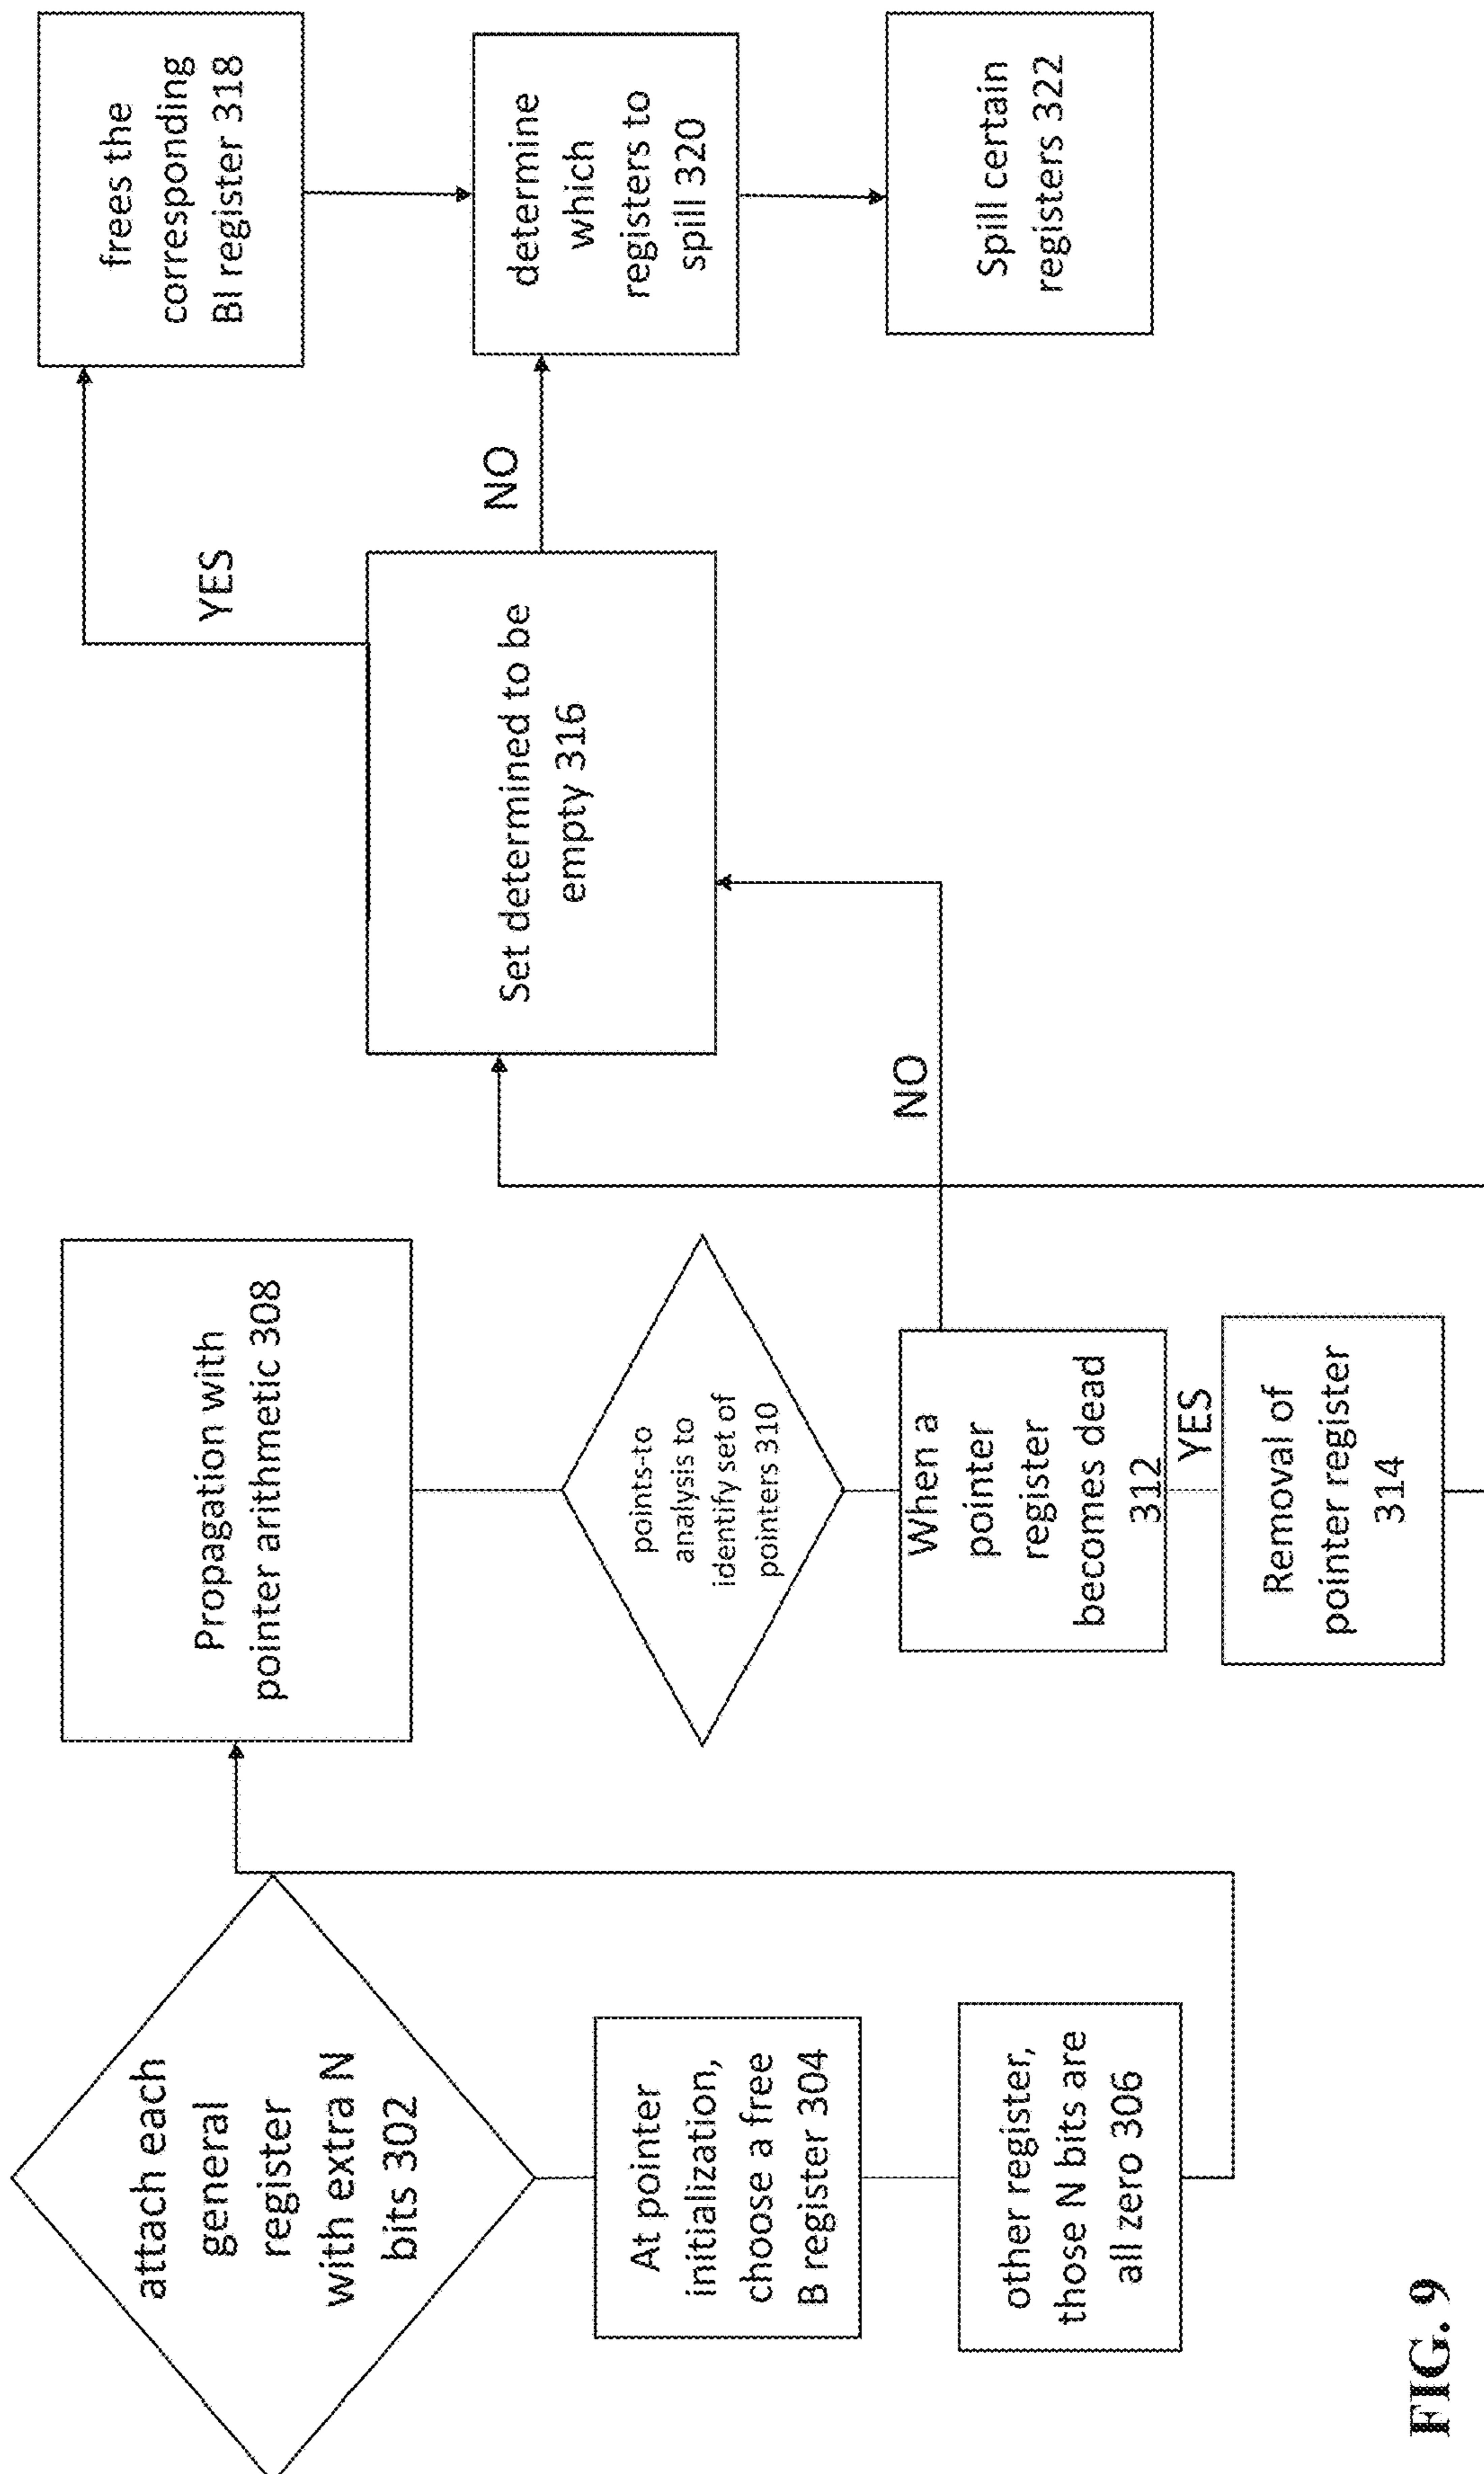 attach each
general
register
with extra N
bits 302
At pointer
initialization,
choose a free
B register 304
other register,
those N bits are
all zero 306
Propagation with
pointer arithmetic 308
points-to
analysis to
identify set of
pointers 310
When a
pointer
register
becomes dead
312
YES
Removal of
pointer register
314
NO
Set determined to be
empty 316
YES
NO
frees the
corresponding
BI register 318
determine
which
registers to
spill 320
Spill certain
registers 322
FIG. 9